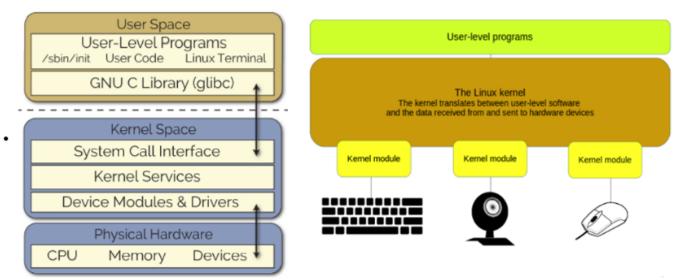 User Space
User-Level Programs
/sbin/init User Code Linux Terminal
GNU C Library (glibc)
Kernel Space
System Call Interface
Kernel Services
Device Modules & Drivers
Physical Hardware
CPU Memory Devices
User-level programs
The Linux kernel
The kernel translates between user-level software
and the data received from and sent to hardware devices
Kernel module
Kernel module
Kernel module